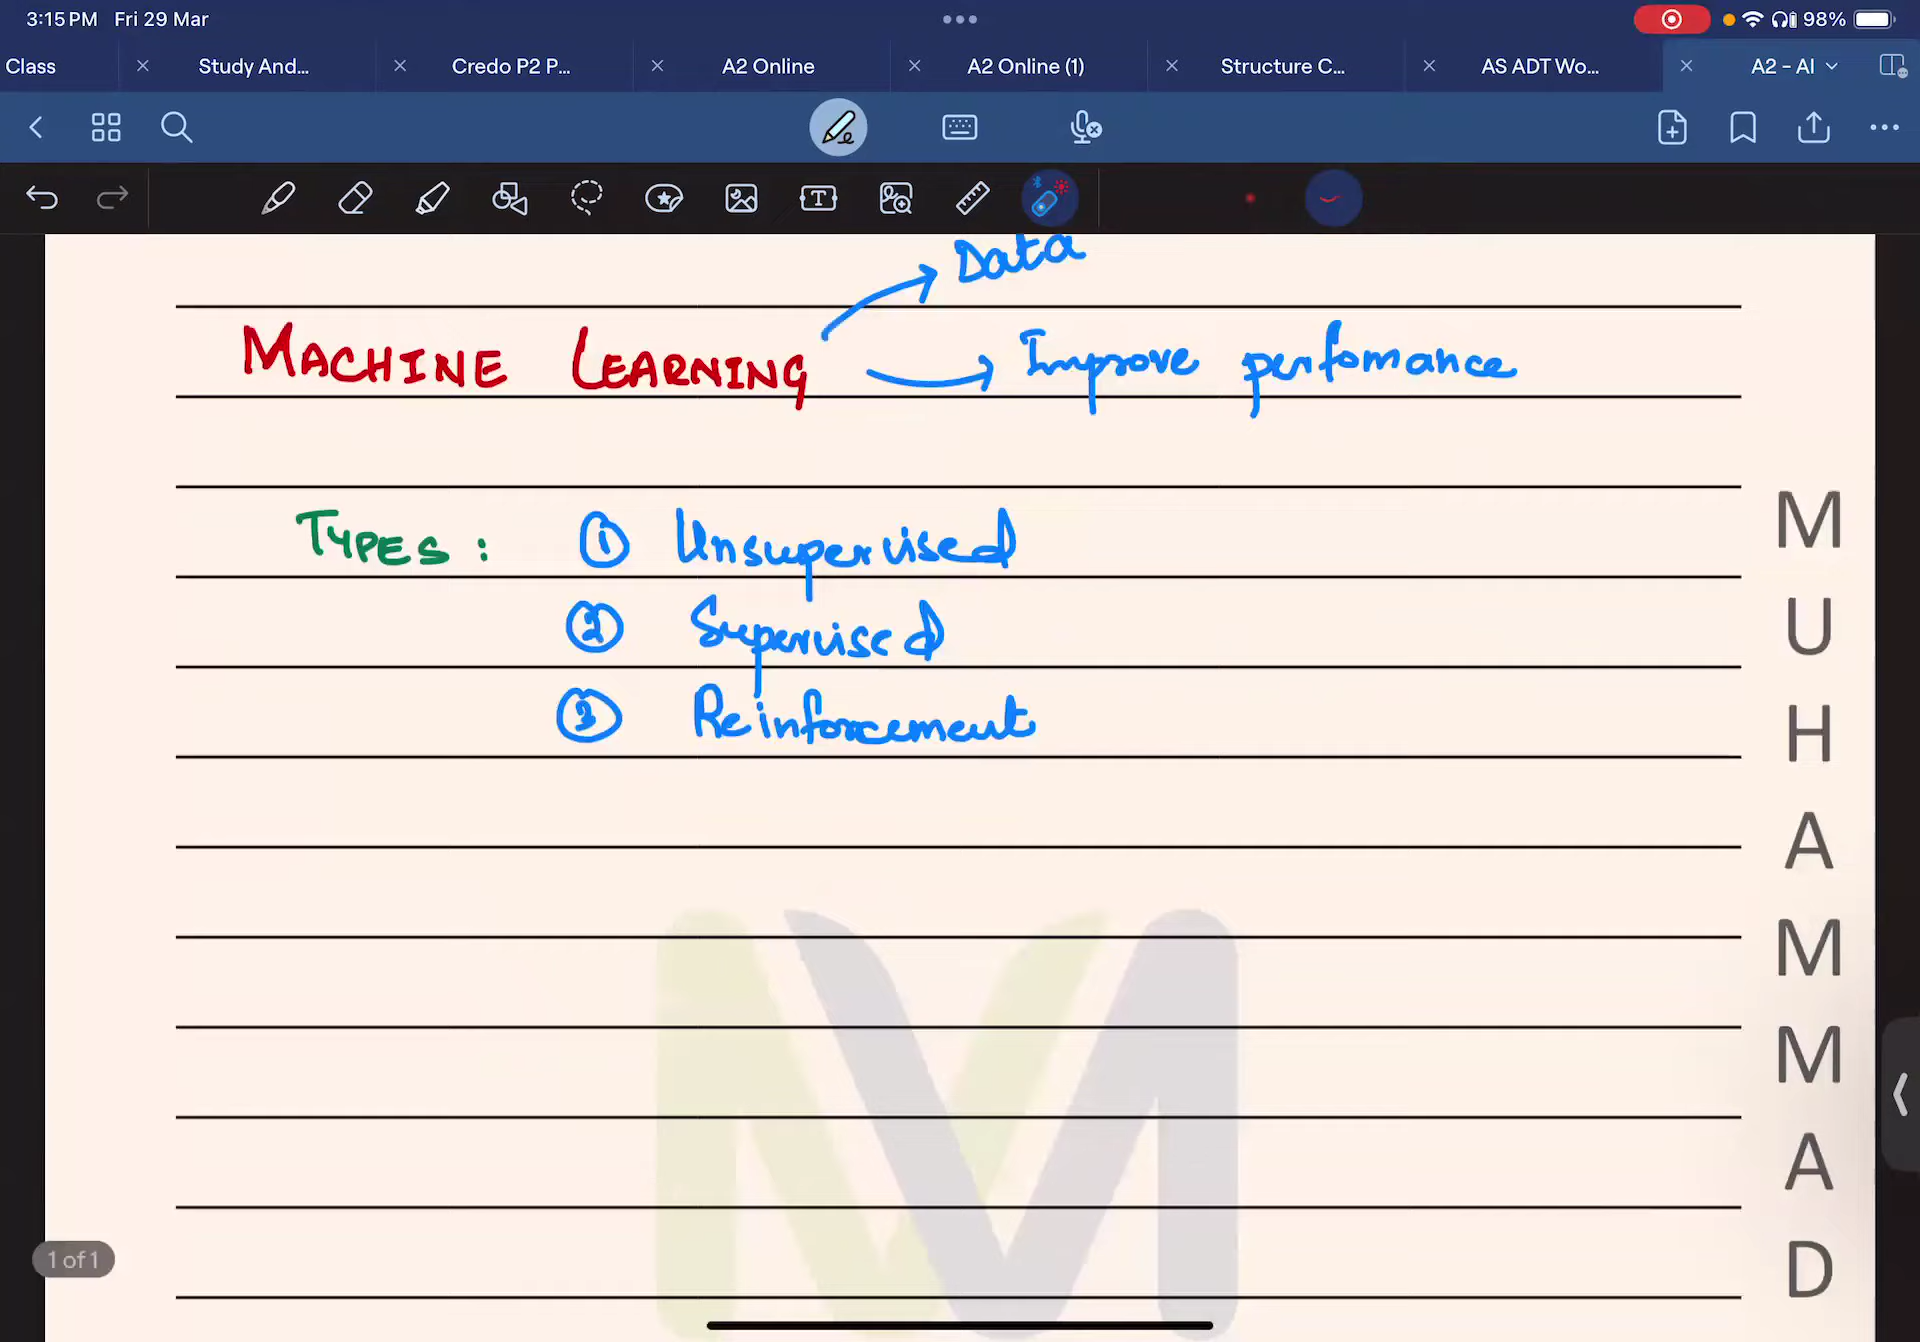 3:15 PM Fri 29 Mar 98%
Class Study And... Credo P2 P... A2 Online A2 Online (1) Structure C... AS ADT Wo... A2 - AI
Data
MACHINE LEARNING Improve perfomance
TYPES : 1 Unsupervised
2 Supervised
3 Reinforcement
MUHAMMAD
1 of 1